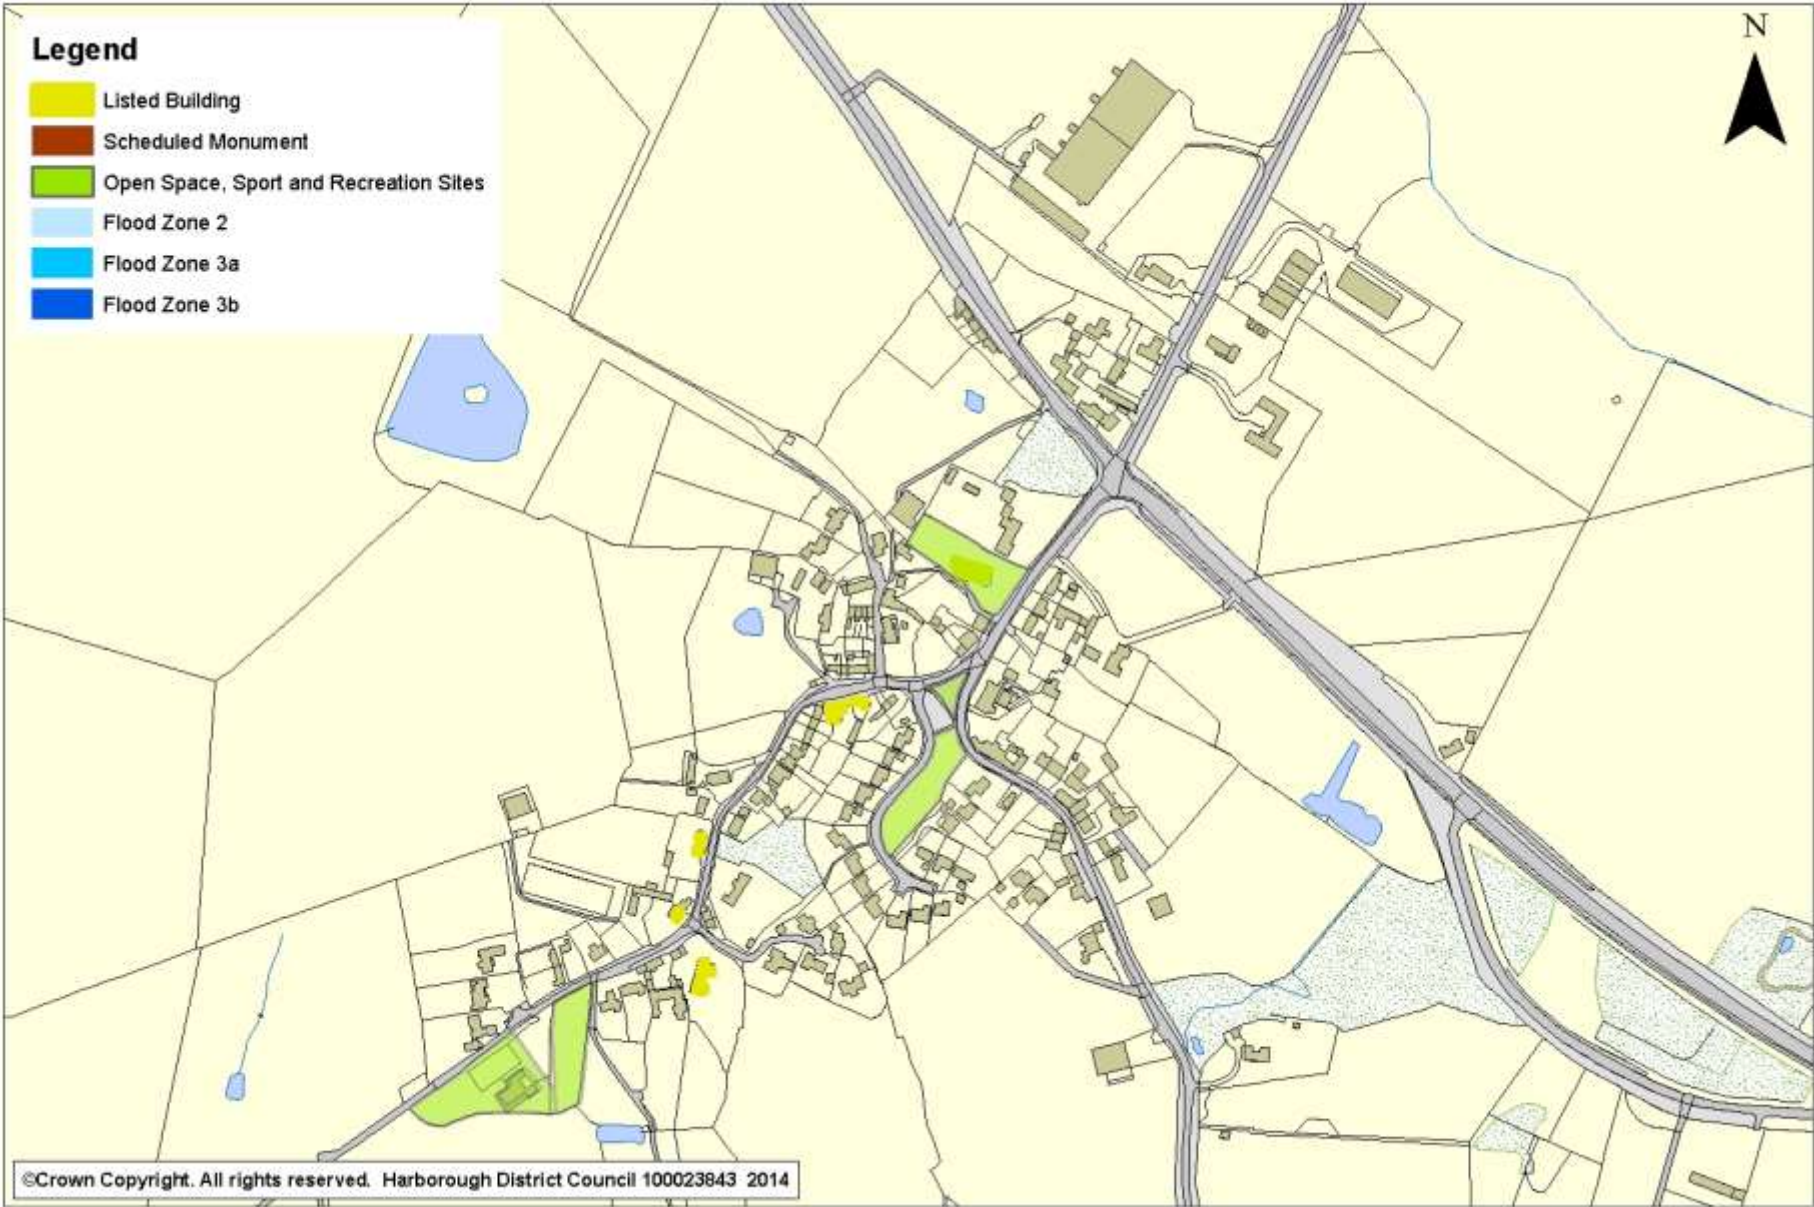 Legend
Listed Building
Scheduled Monument
Open Space, Sport and Recreation Sites
Flood Zone 2
Flood Zone 3a
Flood Zone 3b
N
©Crown Copyright. All rights reserved. Harborough District Council 100023843 2014